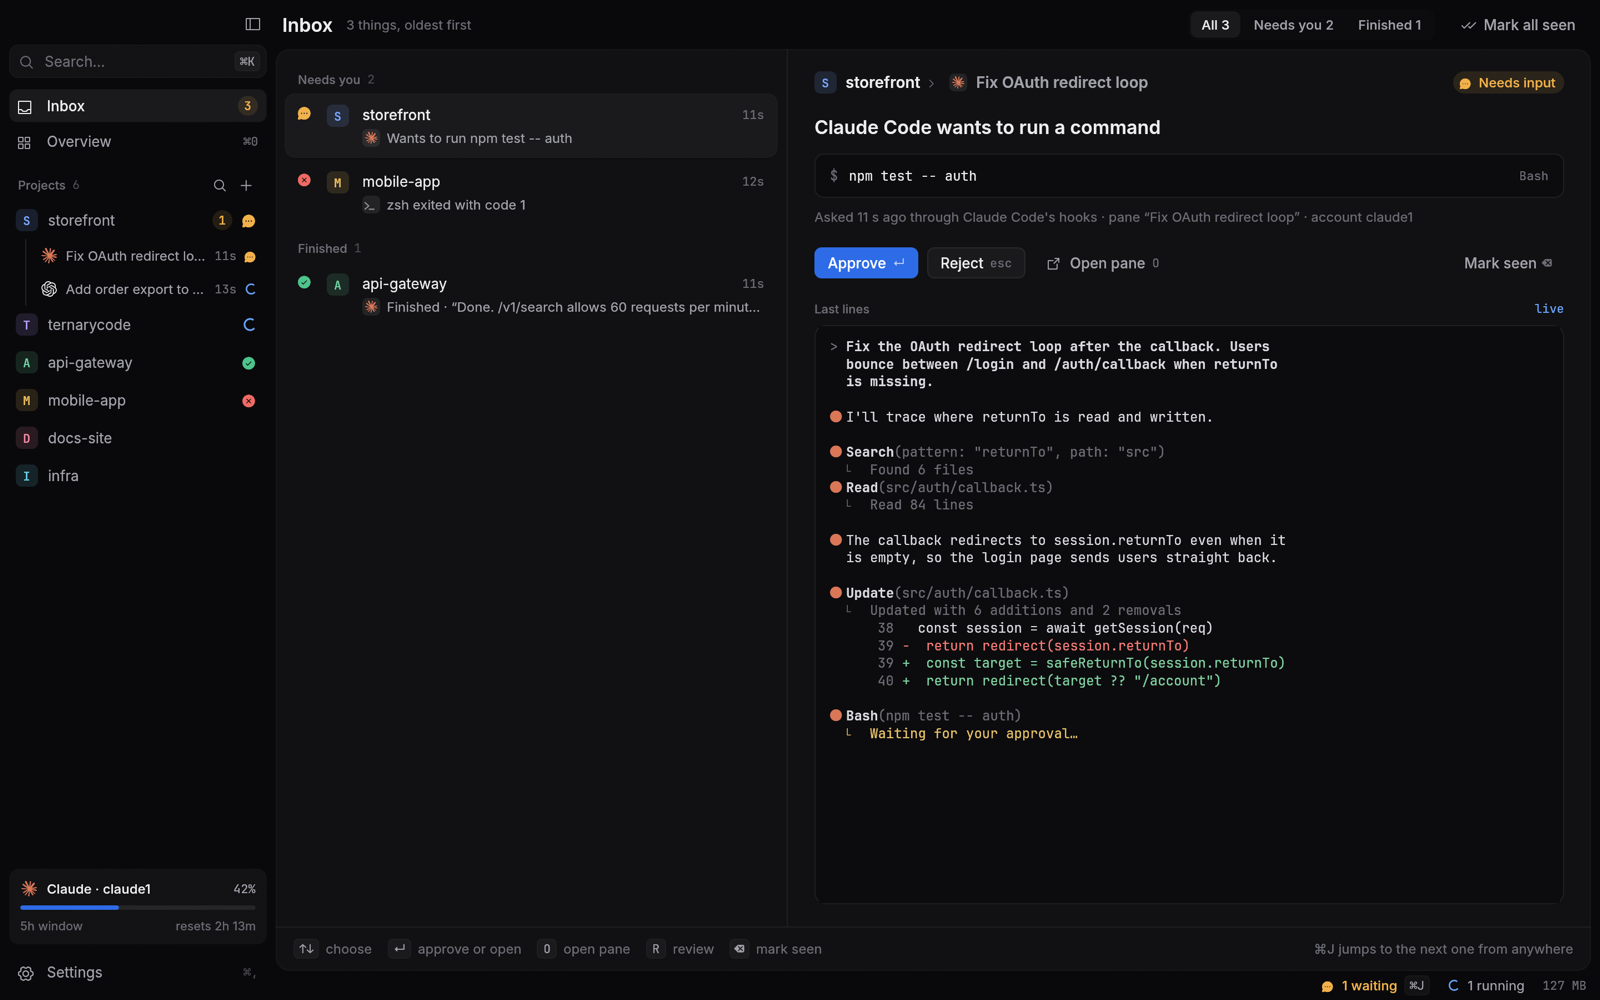 Inbox
3 things, oldest first
All 3
Needs you 2
Finished 1
Mark all seen
Search...
⌘K
Inbox
3
Overview
⌘0
Projects 6
S storefront 1
Fix OAuth redirect lo... 11s
Add order export to ... 13s
T ternarycode
A api-gateway
M mobile-app
D docs-site
I infra
Claude · claude1 42%
5h window resets 2h 13m
Settings ⌘,
Needs you 2
S storefront 11s
Wants to run npm test -- auth
M mobile-app 12s
zsh exited with code 1
Finished 1
A api-gateway 11s
Finished · “Done. /v1/search allows 60 requests per minut...
S storefront › Fix OAuth redirect loop
Needs input
Claude Code wants to run a command
$ npm test -- auth Bash
Asked 11 s ago through Claude Code's hooks · pane “Fix OAuth redirect loop” · account claude1
Approve ↵
Reject esc
Open pane O
Mark seen
Last lines live
> Fix the OAuth redirect loop after the callback. Users
bounce between /login and /auth/callback when returnTo
is missing.
I'll trace where returnTo is read and written.
Search(pattern: "returnTo", path: "src")
└ Found 6 files
Read(src/auth/callback.ts)
└ Read 84 lines
The callback redirects to session.returnTo even when it
is empty, so the login page sends users straight back.
Update(src/auth/callback.ts)
└ Updated with 6 additions and 2 removals
38 const session = await getSession(req)
39 - return redirect(session.returnTo)
39 + const target = safeReturnTo(session.returnTo)
40 + return redirect(target ?? "/account")
Bash(npm test -- auth)
└ Waiting for your approval…
↑↓ choose ↵ approve or open O open pane R review mark seen
⌘J jumps to the next one from anywhere
1 waiting ⌘J 1 running 127 MB